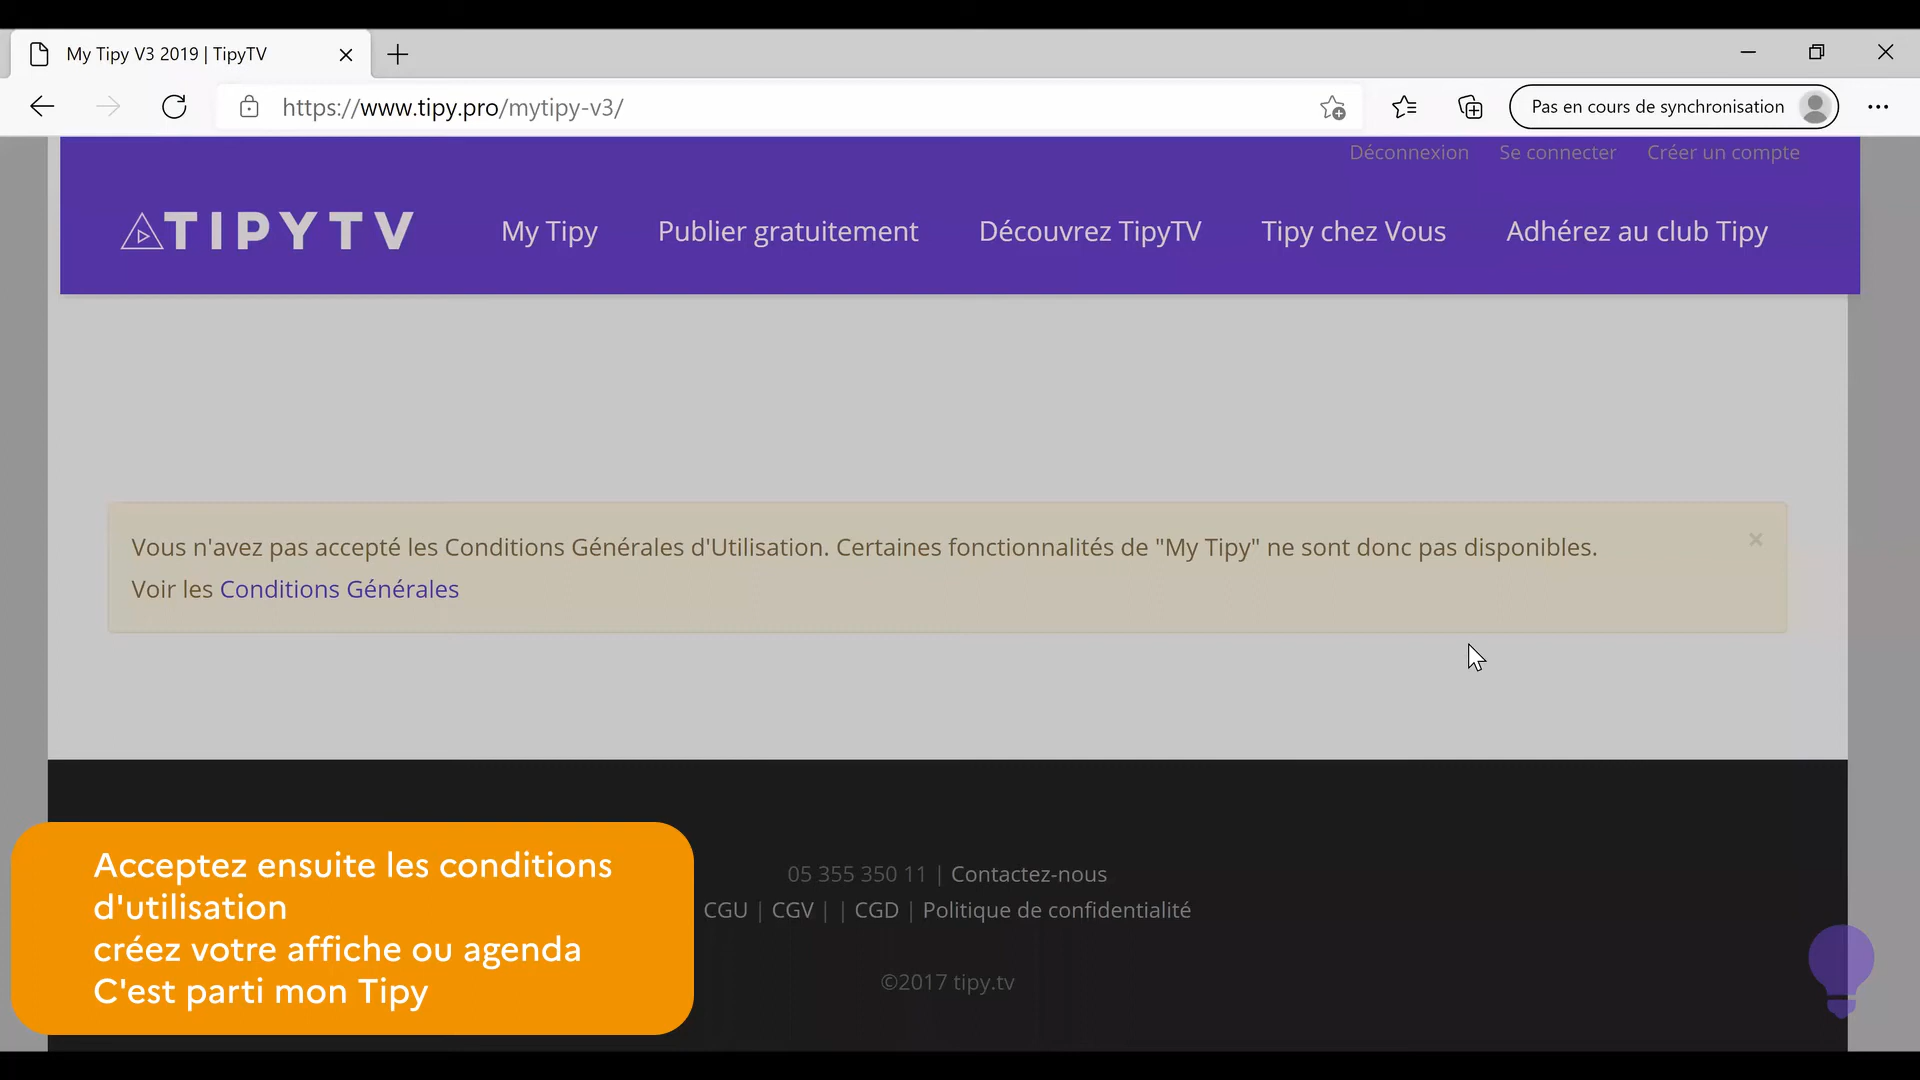 My Tipy V3 2019 | TipyTV
https://www.tipy.pro/mytipy-v3/
Pas en cours de synchronisation
Déconnexion Se connecter Créer un compte
TIPYTV My Tipy Publier gratuitement Découvrez TipyTV Tipy chez Vous Adhérez au club Tipy
Vous n'avez pas accepté les Conditions Générales d'Utilisation. Certaines fonctionnalités de "My Tipy" ne sont donc pas disponibles.
Voir les Conditions Générales
05 355 350 11 | Contactez-nous
CGU | CGV | | CGD | Politique de confidentialité
©2017 tipy.tv
Acceptez ensuite les conditions
d'utilisation
créez votre affiche ou agenda
C'est parti mon Tipy